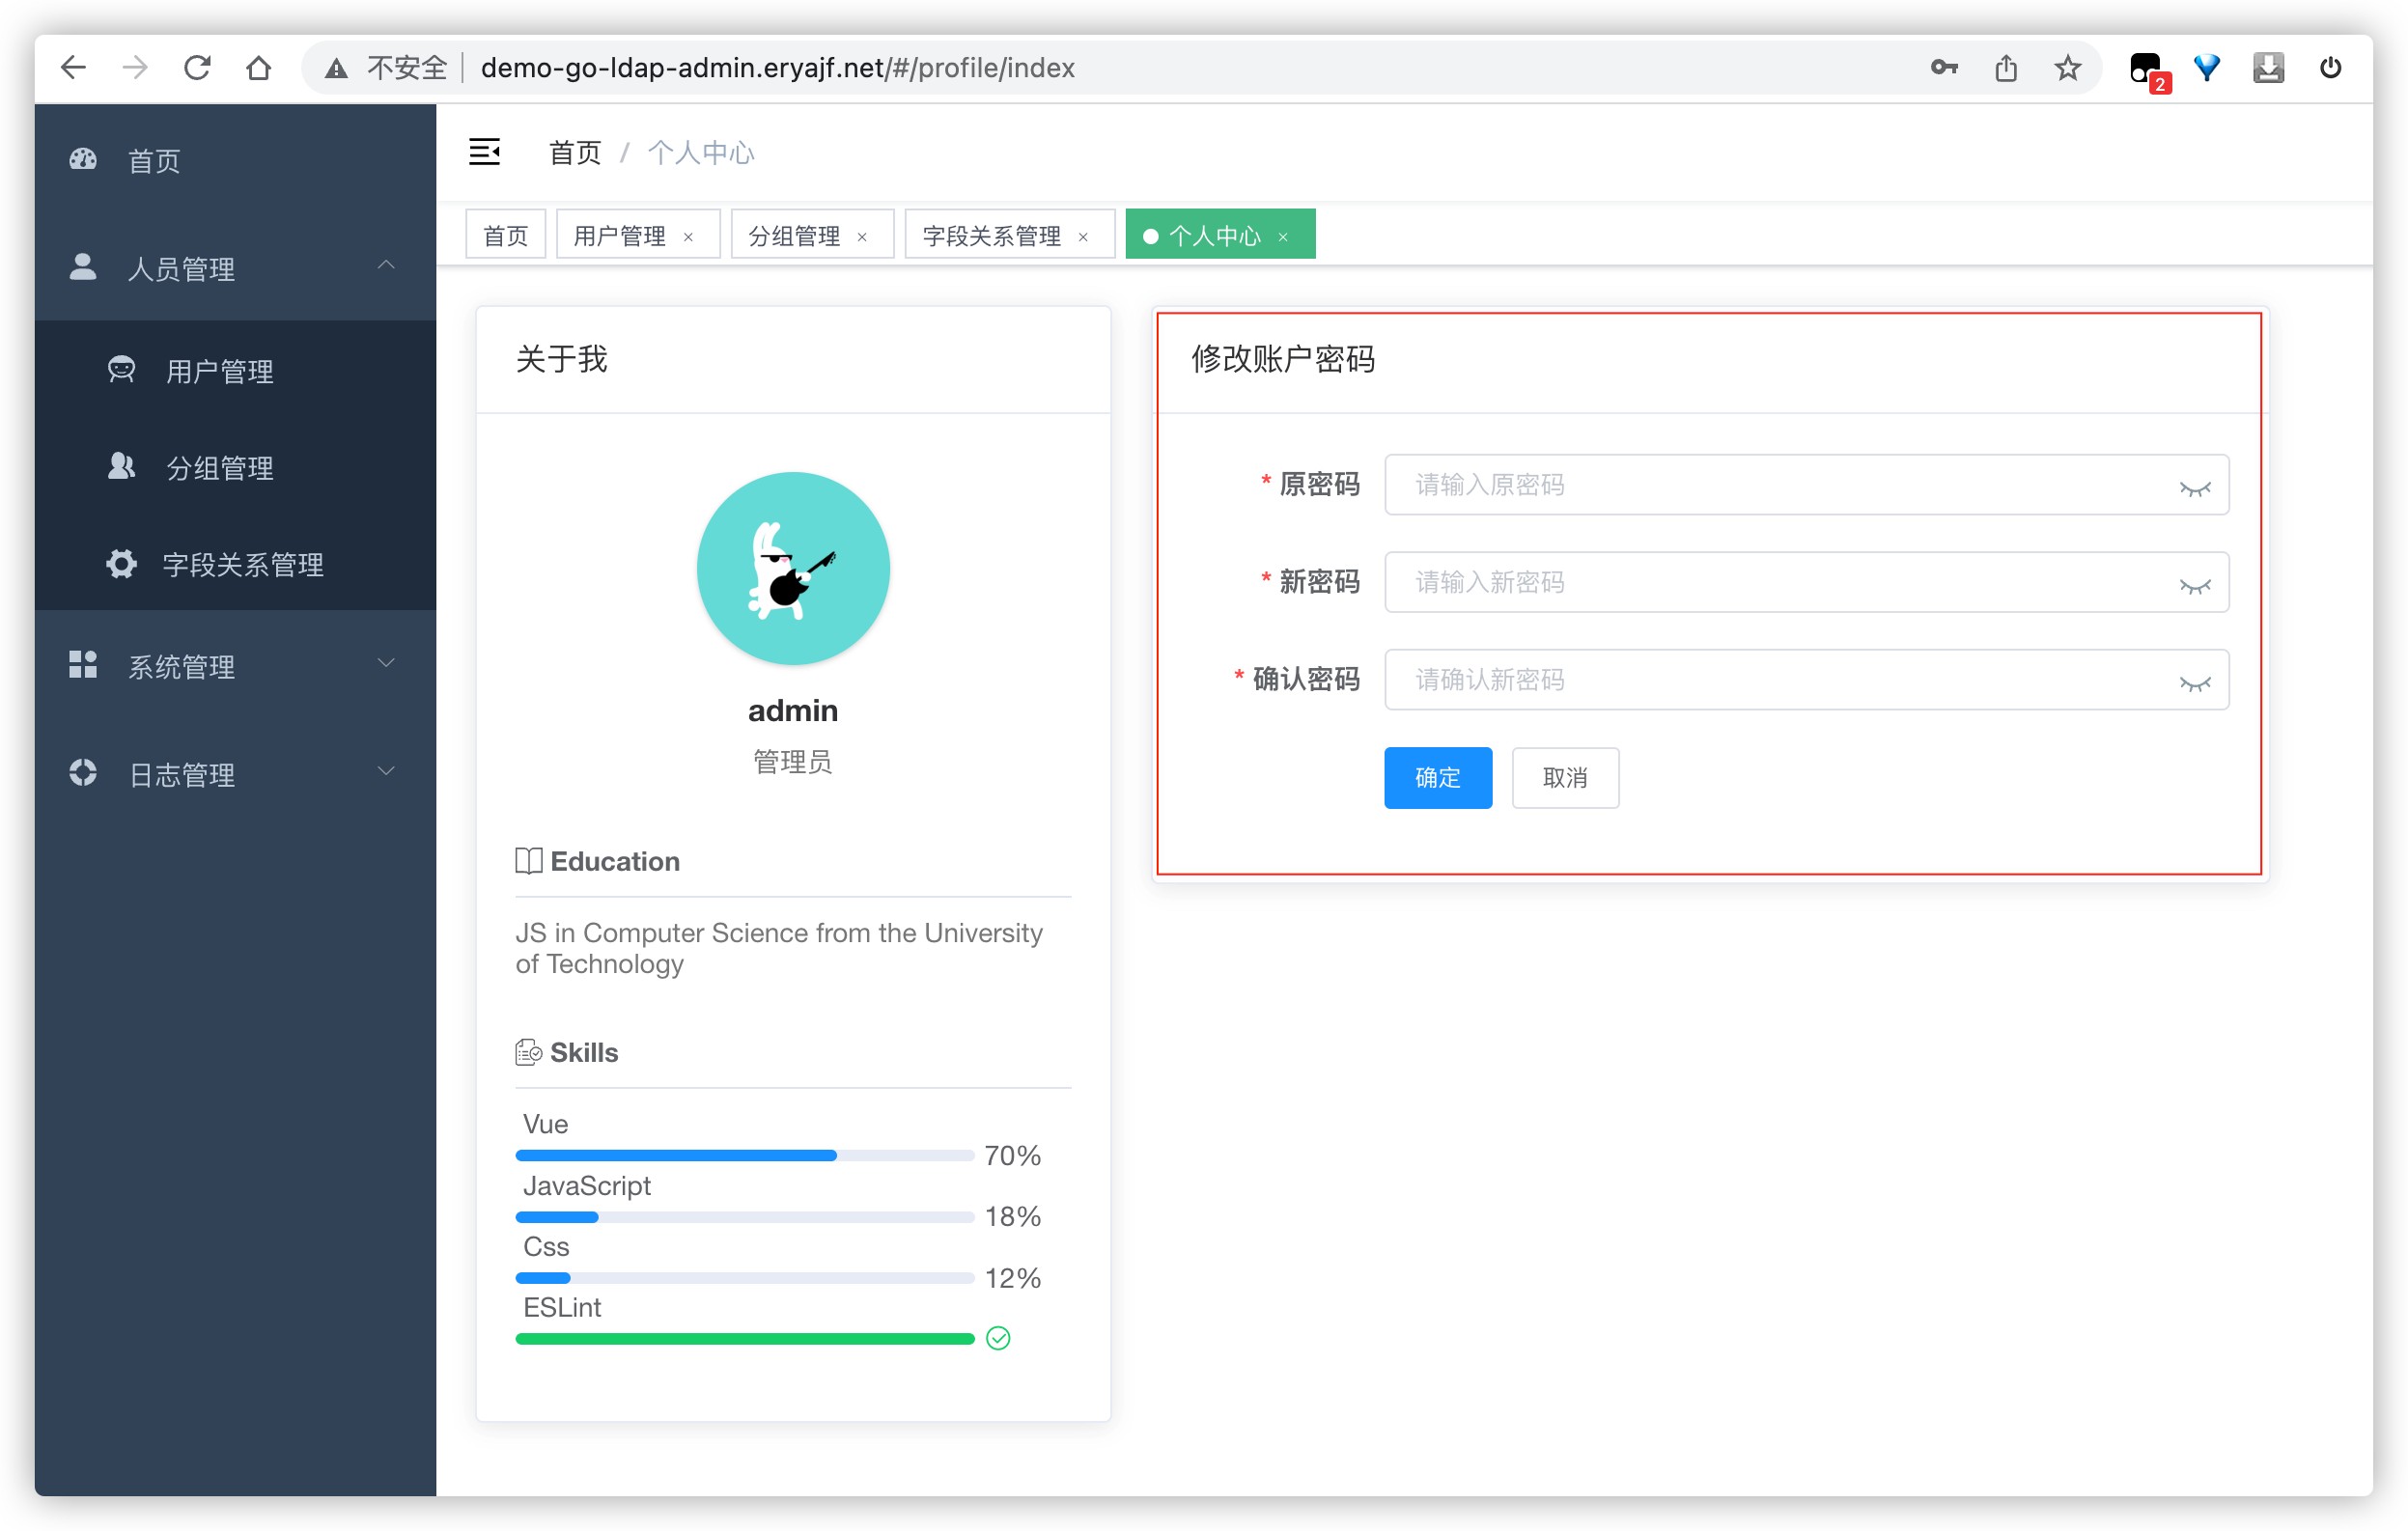 不安全 demo-go-ldap-admin.eryajf.net/#/profile/index
2
首页
人员管理
用户管理
分组管理
字段关系管理
系统管理
日志管理
首页 / 个人中心
首页 用户管理 × 分组管理 × 字段关系管理 × 个人中心 ×
关于我
admin
管理员
Education
JS in Computer Science from the University
of Technology
Skills
Vue
70%
JavaScript
18%
Css
12%
ESLint
修改账户密码
* 原密码 请输入原密码
* 新密码 请输入新密码
* 确认密码 请确认新密码
确定 取消